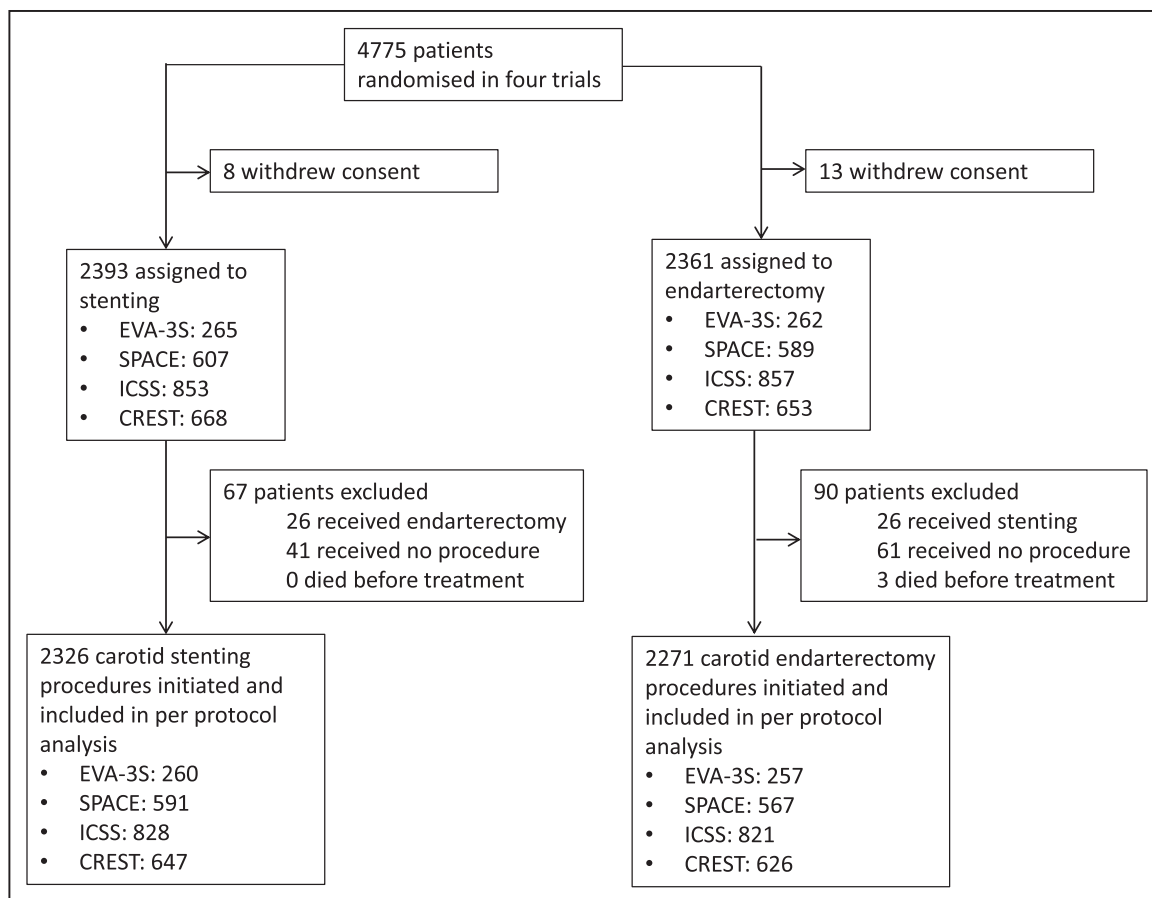 4775 patients
randomised in four trials
8 withdrew consent
13 withdrew consent
2393 assigned to
stenting
• EVA-3S: 265
• SPACE: 607
• ICSS: 853
• CREST: 668
2361 assigned to
endarterectomy
• EVA-3S: 262
• SPACE: 589
• ICSS: 857
• CREST: 653
67 patients excluded
26 received endarterectomy
41 received no procedure
0 died before treatment
90 patients excluded
26 received stenting
61 received no procedure
3 died before treatment
2326 carotid stenting
procedures initiated and
included in per protocol
analysis
• EVA-3S: 260
• SPACE: 591
• ICSS: 828
• CREST: 647
2271 carotid endarterectomy
procedures initiated and
included in per protocol
analysis
• EVA-3S: 257
• SPACE: 567
• ICSS: 821
• CREST: 626